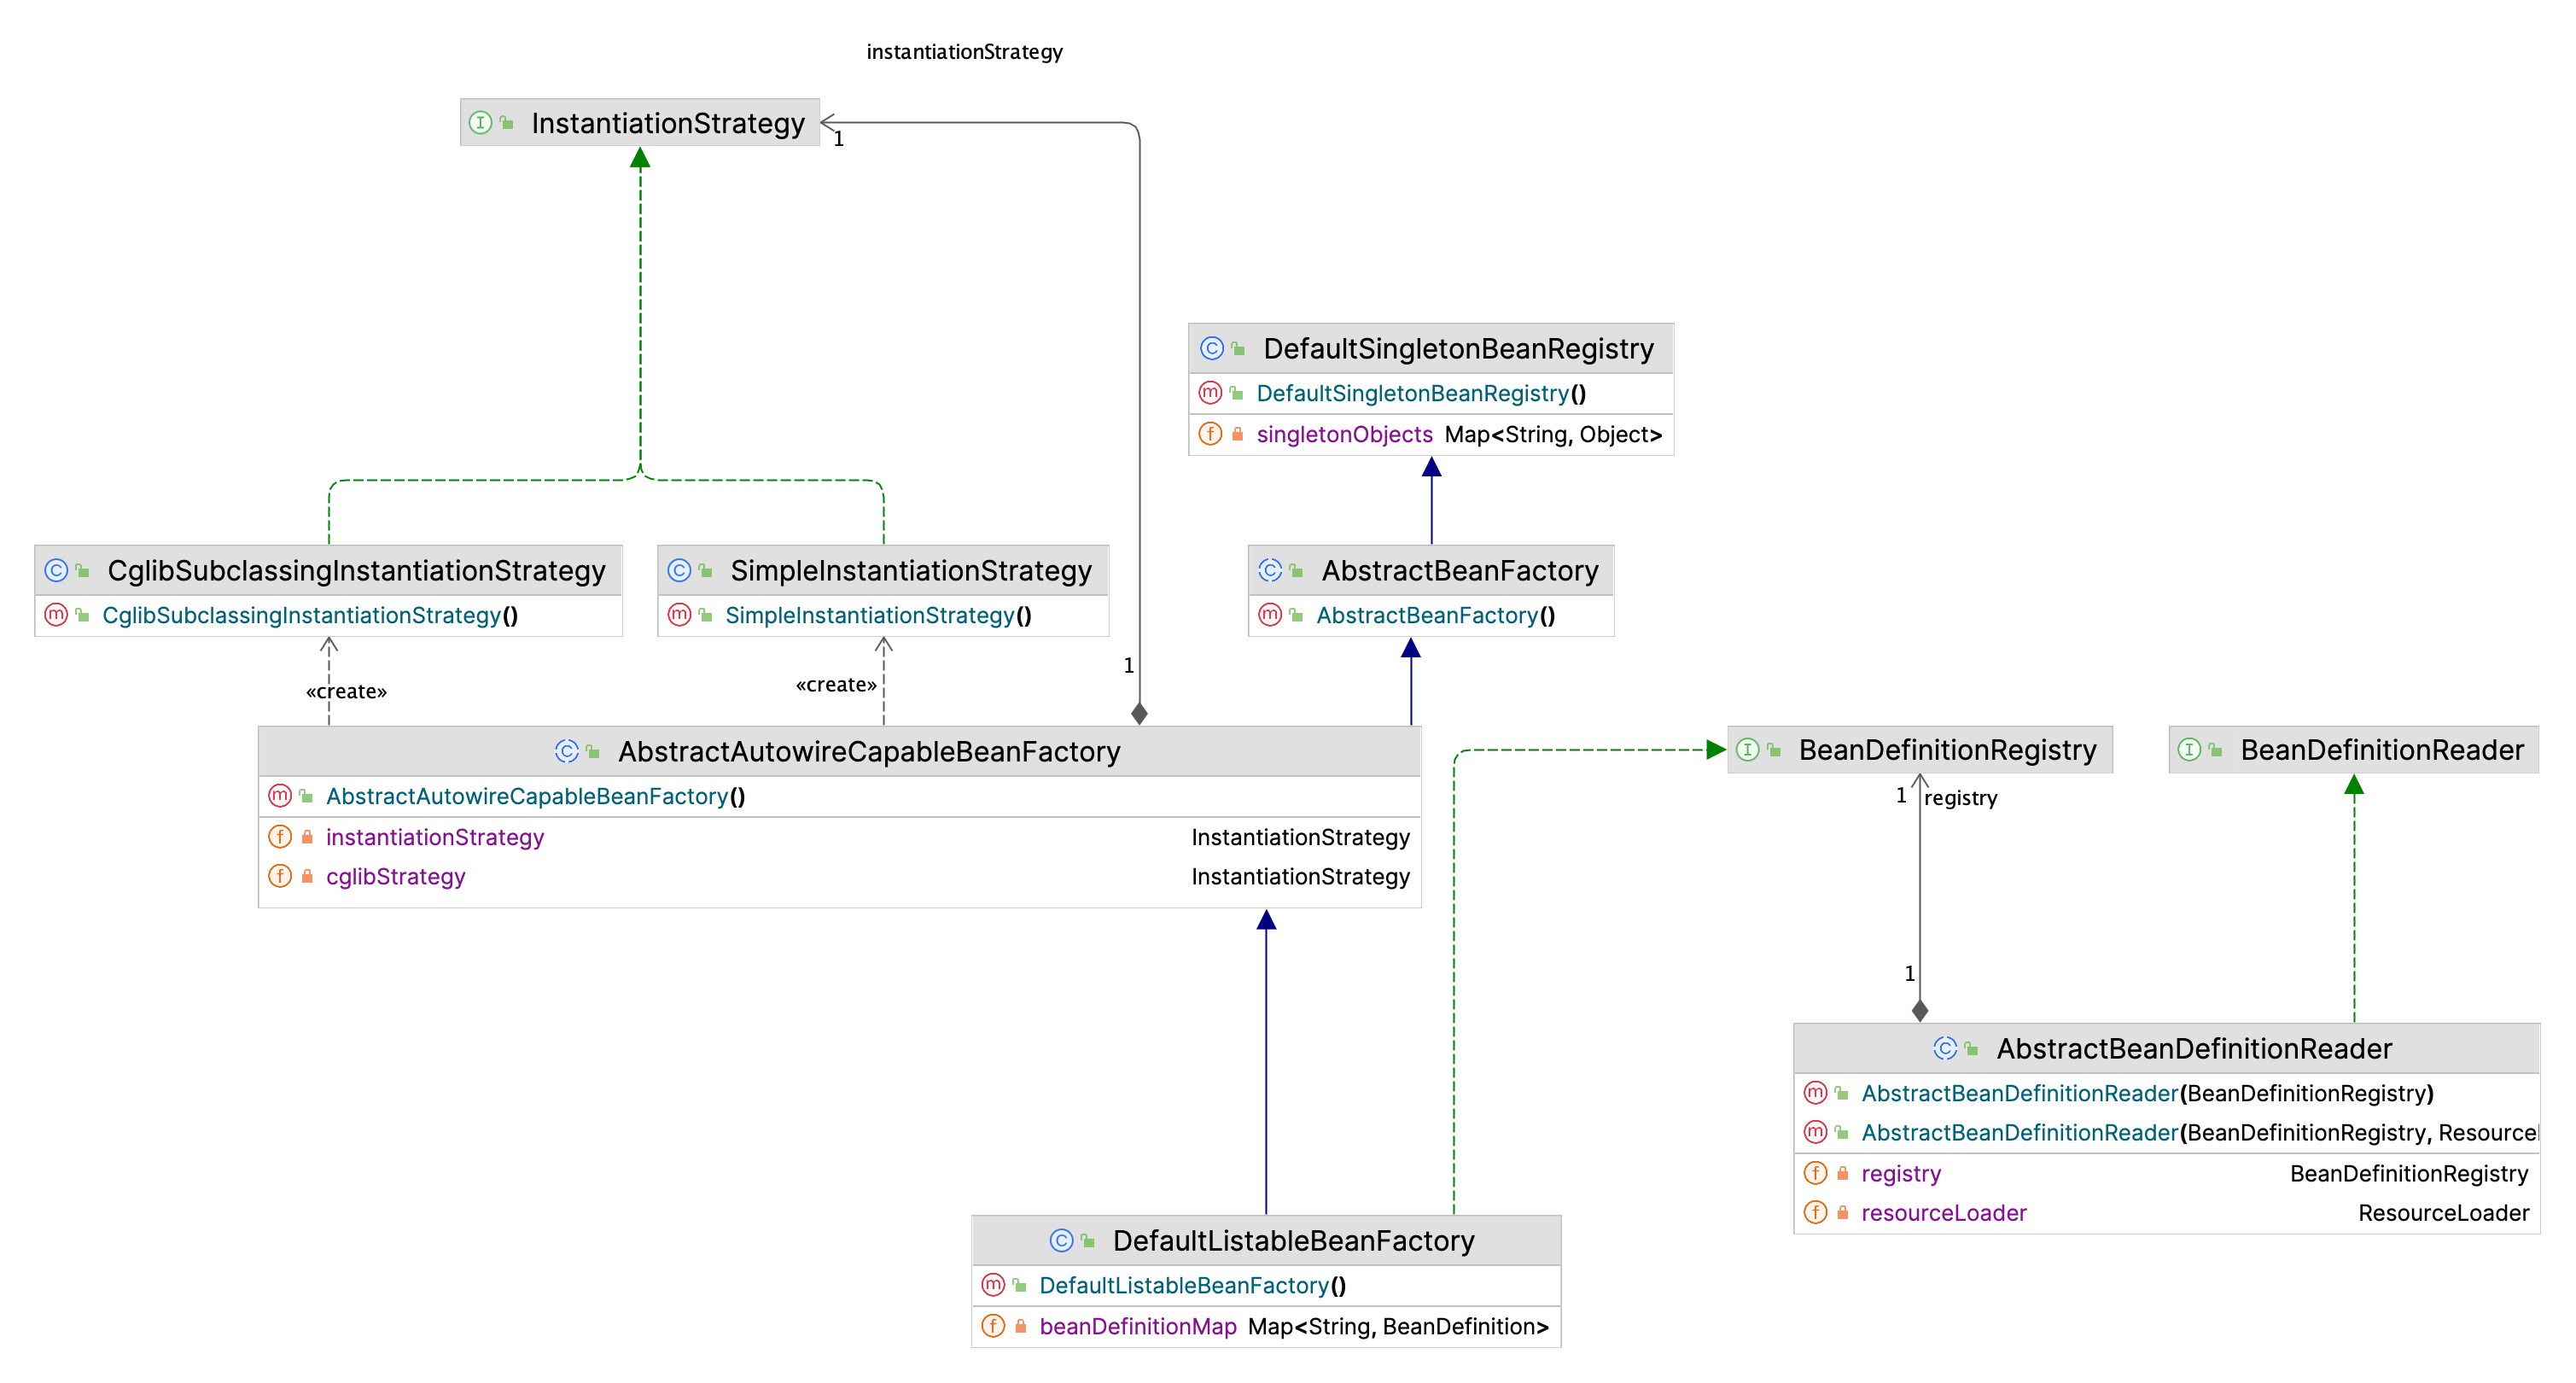 instantiationStrategy
InstantiationStrategy
1
DefaultSingletonBeanRegistry
DefaultSingletonBeanRegistry()
singletonObjects Map<String, Object>
CglibSubclassingInstantiationStrategy
CglibSubclassingInstantiationStrategy()
SimpleInstantiationStrategy
SimpleInstantiationStrategy()
AbstractBeanFactory
AbstractBeanFactory()
«create»
«create»
1
AbstractAutowireCapableBeanFactory
AbstractAutowireCapableBeanFactory()
instantiationStrategy InstantiationStrategy
cglibStrategy InstantiationStrategy
BeanDefinitionRegistry
BeanDefinitionReader
1 registry
1
AbstractBeanDefinitionReader
AbstractBeanDefinitionReader(BeanDefinitionRegistry)
AbstractBeanDefinitionReader(BeanDefinitionRegistry, Resource
registry BeanDefinitionRegistry
resourceLoader ResourceLoader
DefaultListableBeanFactory
DefaultListableBeanFactory()
beanDefinitionMap Map<String, BeanDefinition>